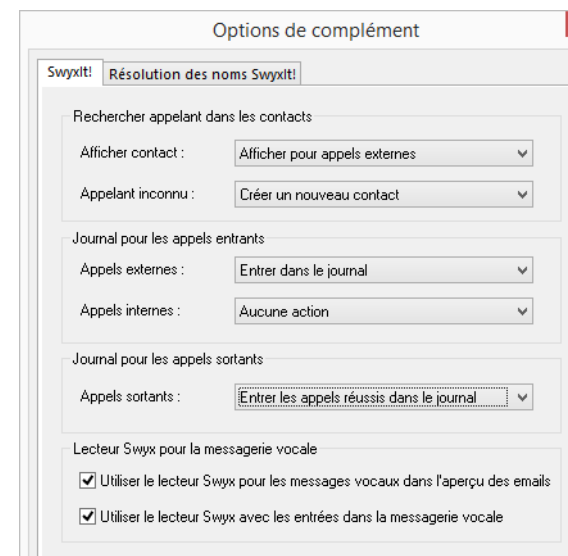 Options de complément
SwyxIt! Résolution des noms SwyxIt!
Rechercher appelant dans les contacts
Afficher contact : Afficher pour appels externes
Appelant inconnu : Créer un nouveau contact
Journal pour les appels entrants
Appels externes : Entrer dans le journal
Appels internes : Aucune action
Journal pour les appels sortants
Appels sortants : Entrer les appels réussis dans le journal
Lecteur Swyx pour la messagerie vocale
Utiliser le lecteur Swyx pour les messages vocaux dans l'aperçu des emails
Utiliser le lecteur Swyx avec les entrées dans la messagerie vocale